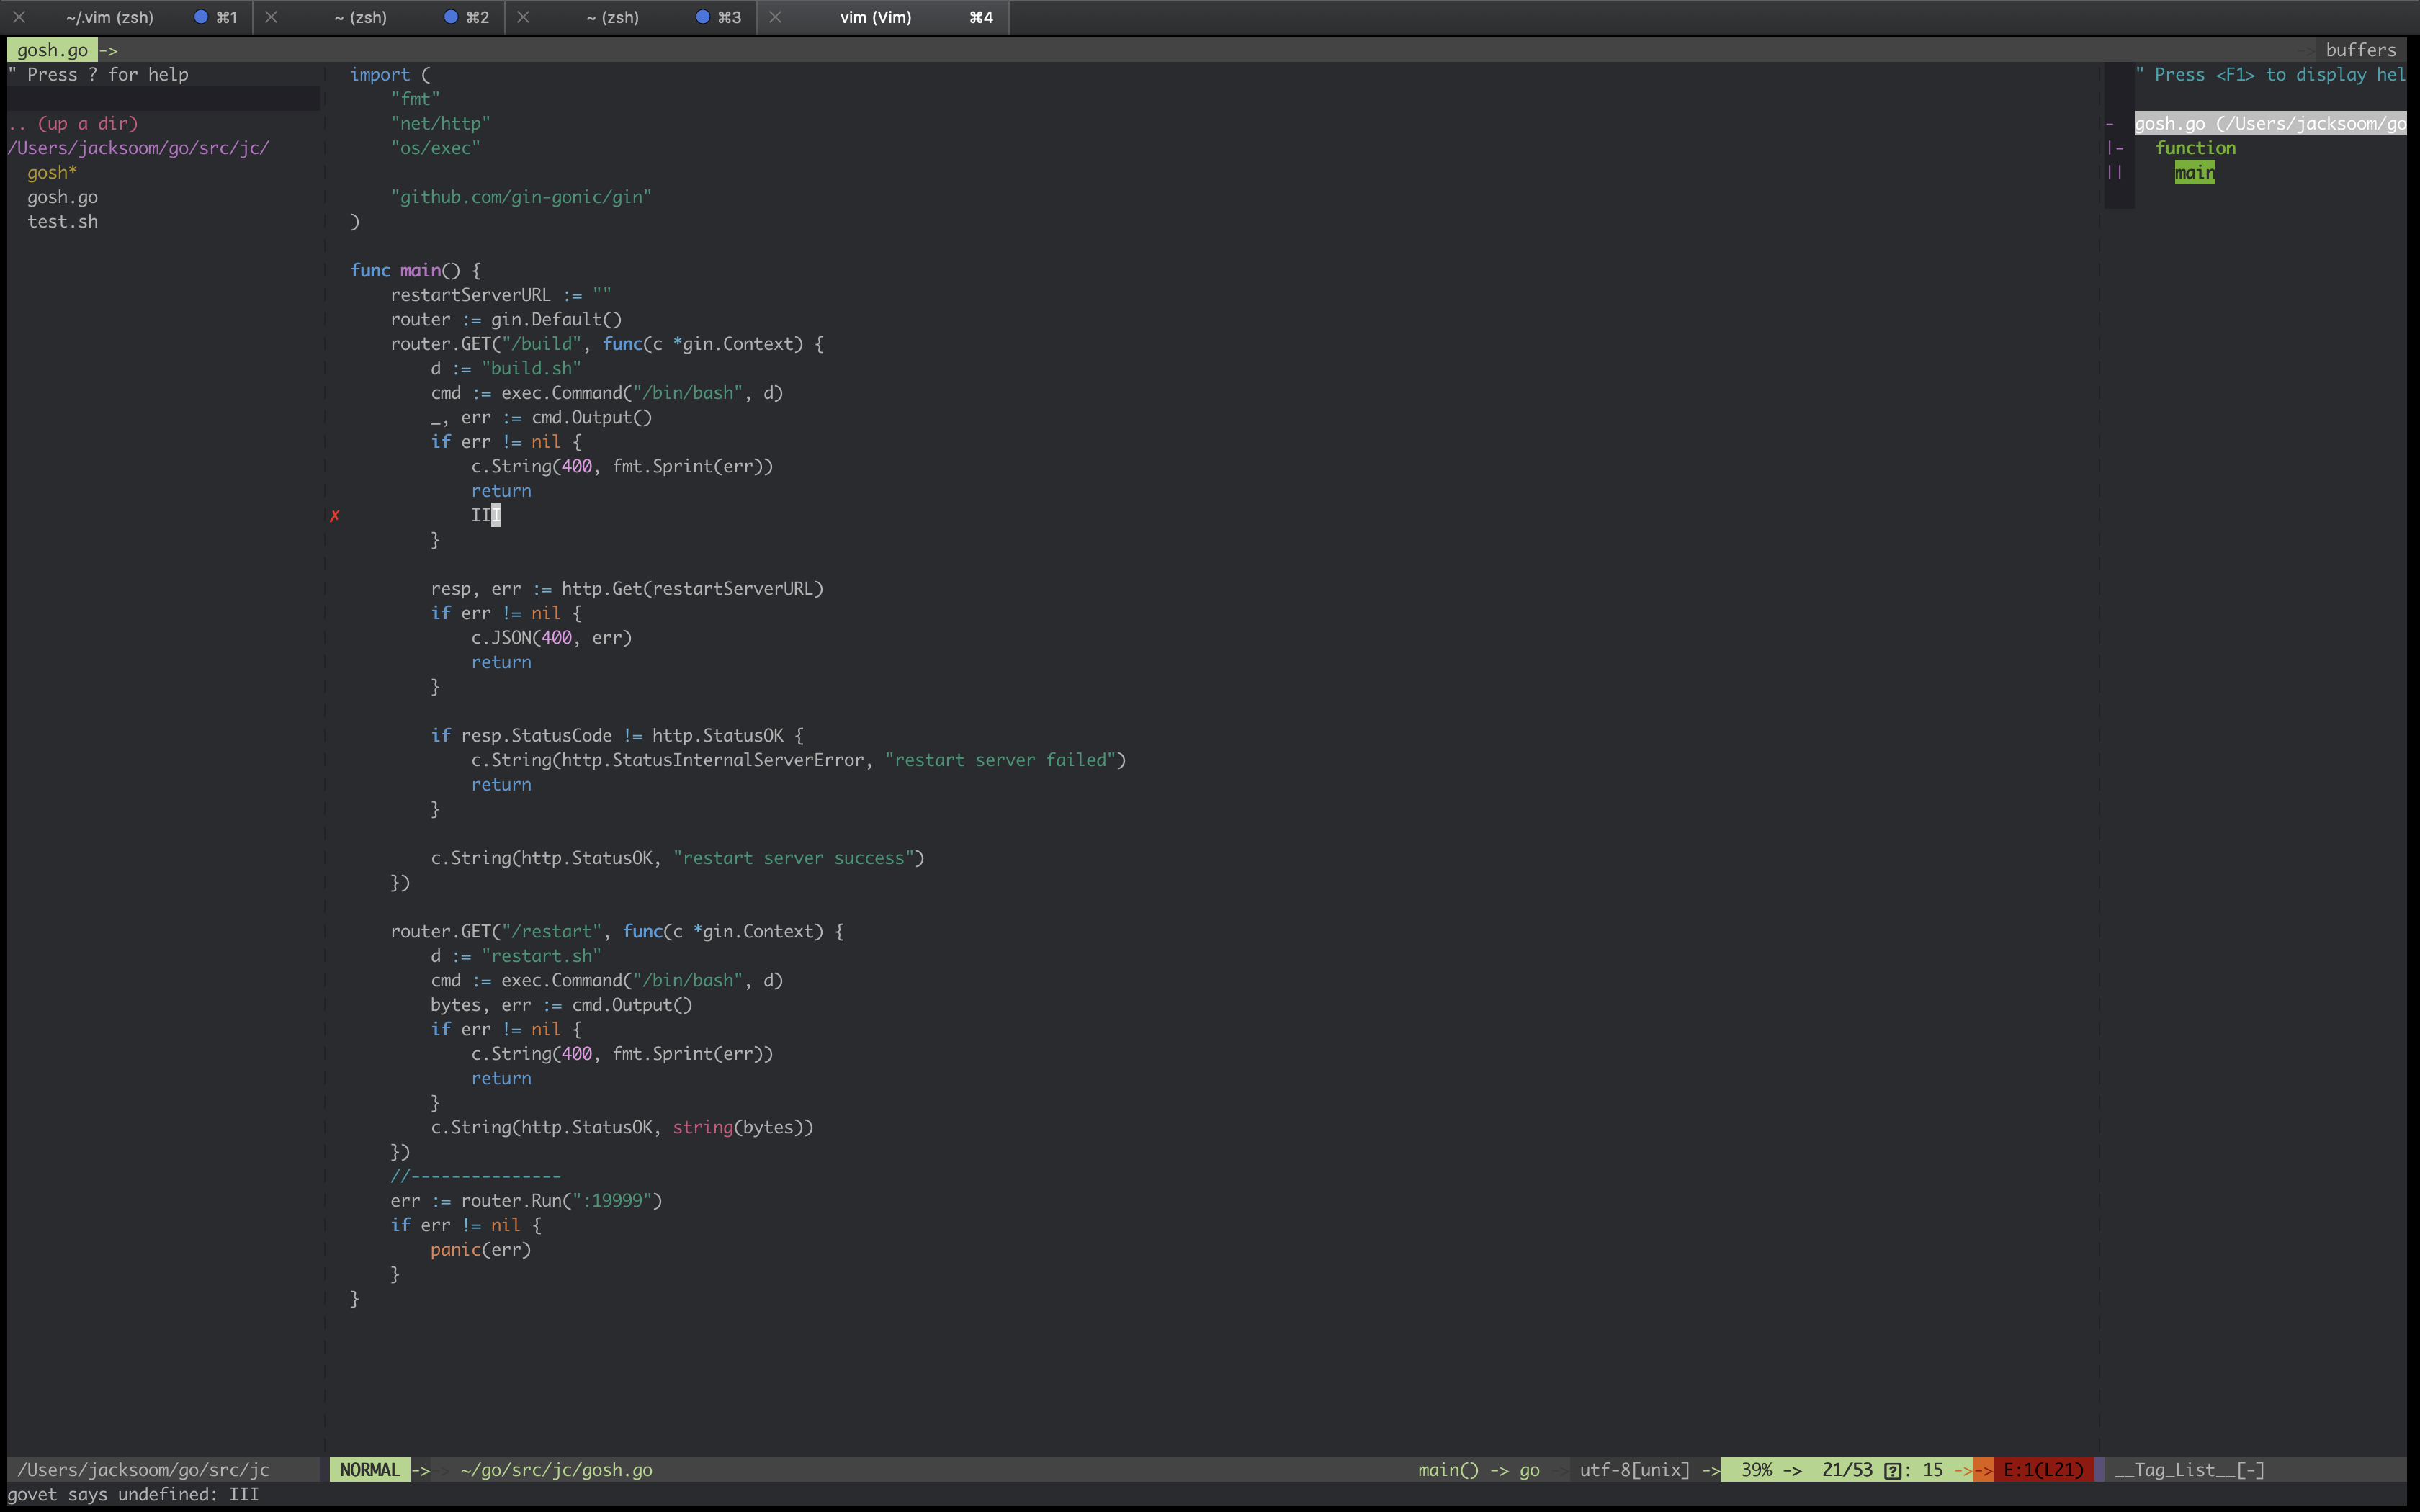 ~/.vim (zsh) ⌘1 ~ (zsh) ⌘2 ~ (zsh) ⌘3 vim (Vim) ⌘4
gosh.go -> buffers
" Press ? for help
.. (up a dir)
/Users/jacksoom/go/src/jc/
gosh*
gosh.go
test.sh
import (
    "fmt"
    "net/http"
    "os/exec"

    "github.com/gin-gonic/gin"
)

func main() {
    restartServerURL := ""
    router := gin.Default()
    router.GET("/build", func(c *gin.Context) {
        d := "build.sh"
        cmd := exec.Command("/bin/bash", d)
        _, err := cmd.Output()
        if err != nil {
            c.String(400, fmt.Sprint(err))
            return
✗            III
        }

        resp, err := http.Get(restartServerURL)
        if err != nil {
            c.JSON(400, err)
            return
        }

        if resp.StatusCode != http.StatusOK {
            c.String(http.StatusInternalServerError, "restart server failed")
            return
        }

        c.String(http.StatusOK, "restart server success")
    })

    router.GET("/restart", func(c *gin.Context) {
        d := "restart.sh"
        cmd := exec.Command("/bin/bash", d)
        bytes, err := cmd.Output()
        if err != nil {
            c.String(400, fmt.Sprint(err))
            return
        }
        c.String(http.StatusOK, string(bytes))
    })
    //---------------
    err := router.Run(":19999")
    if err != nil {
        panic(err)
    }
}
" Press <F1> to display hel
- gosh.go (/Users/jacksoom/go
|- function
|| main
/Users/jacksoom/go/src/jc NORMAL -> ~/go/src/jc/gosh.go main() -> go utf-8[unix] -> 39% -> 21/53 ?: 15 ->-> E:1(L21) __Tag_List__[-]
govet says undefined: III